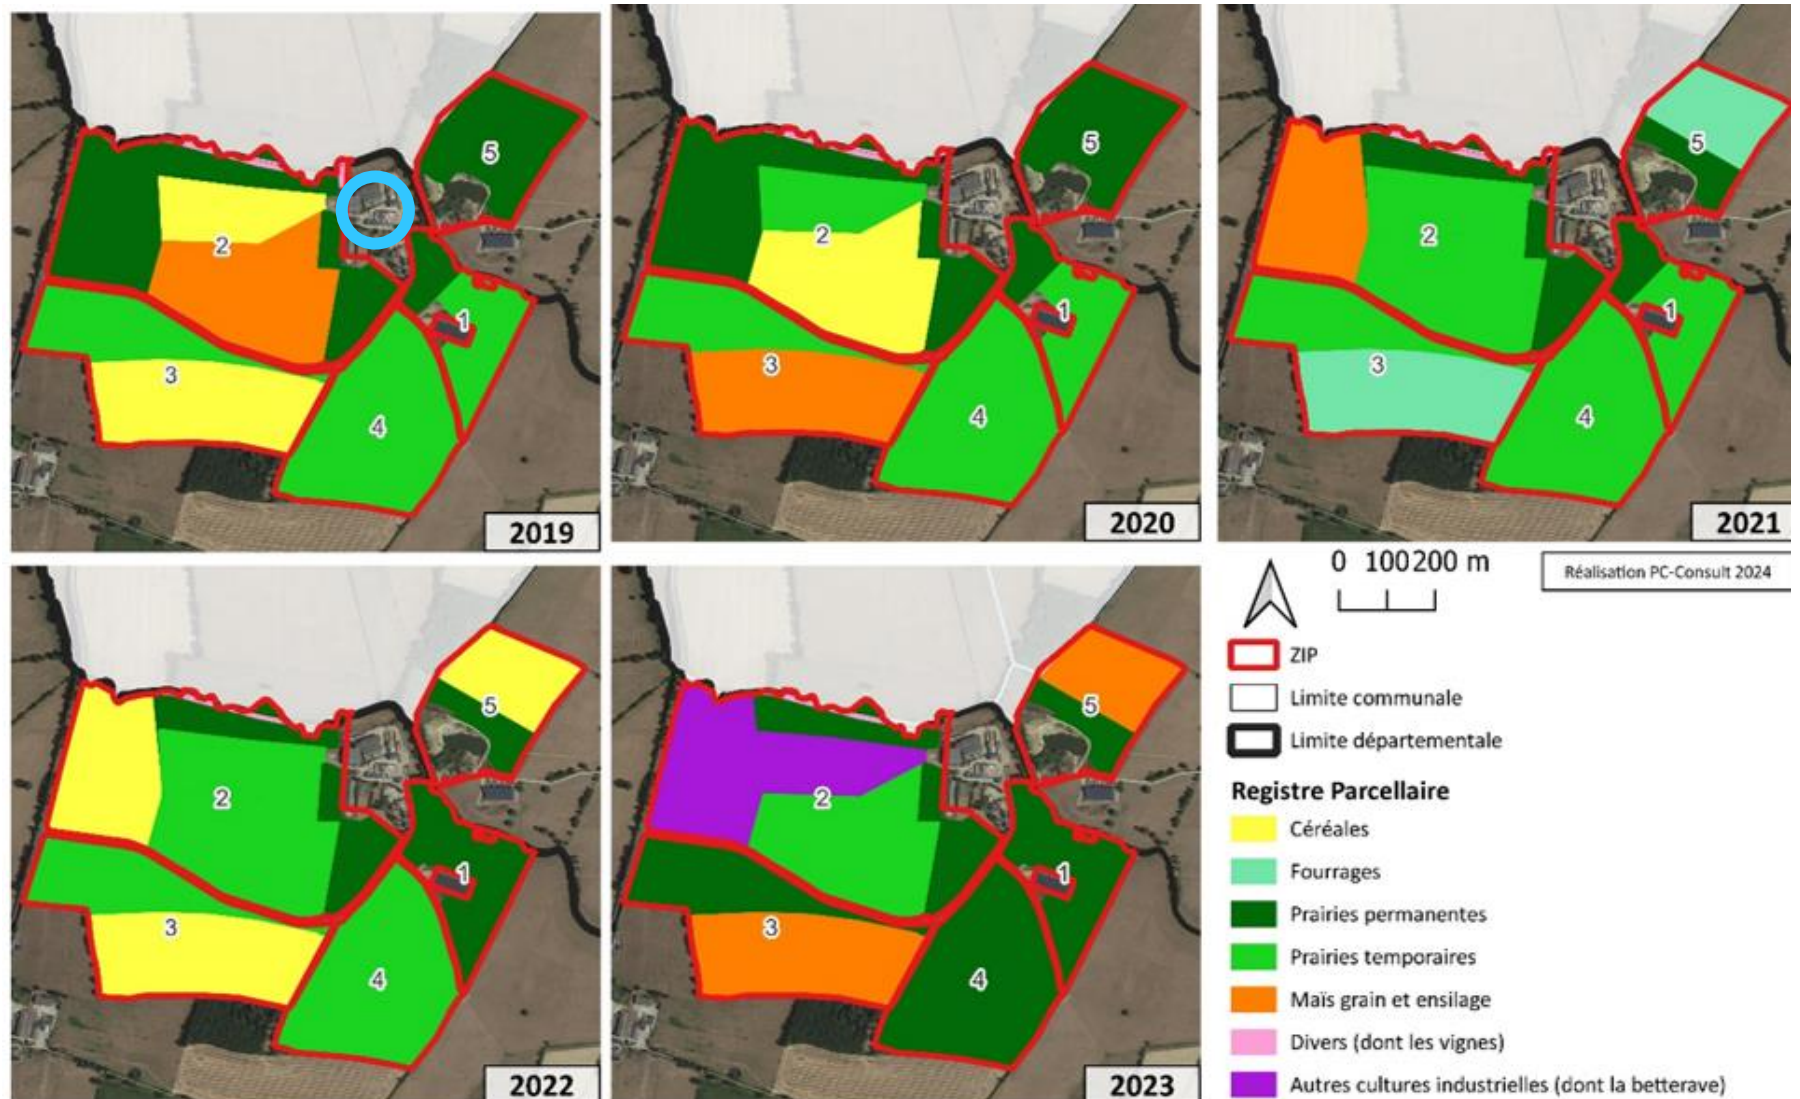 5
2
1
3
4
2019
5
2
1
3
4
2020
5
2
1
3
4
2021
5
2
1
3
4
2022
5
2
1
3
4
2023
0 100 200 m
Réalisation PC-Consult 2024
ZIP
Limite communale
Limite départementale
Registre Parcellaire
Céréales
Fourrages
Prairies permanentes
Prairies temporaires
Maïs grain et ensilage
Divers (dont les vignes)
Autres cultures industrielles (dont la betterave)